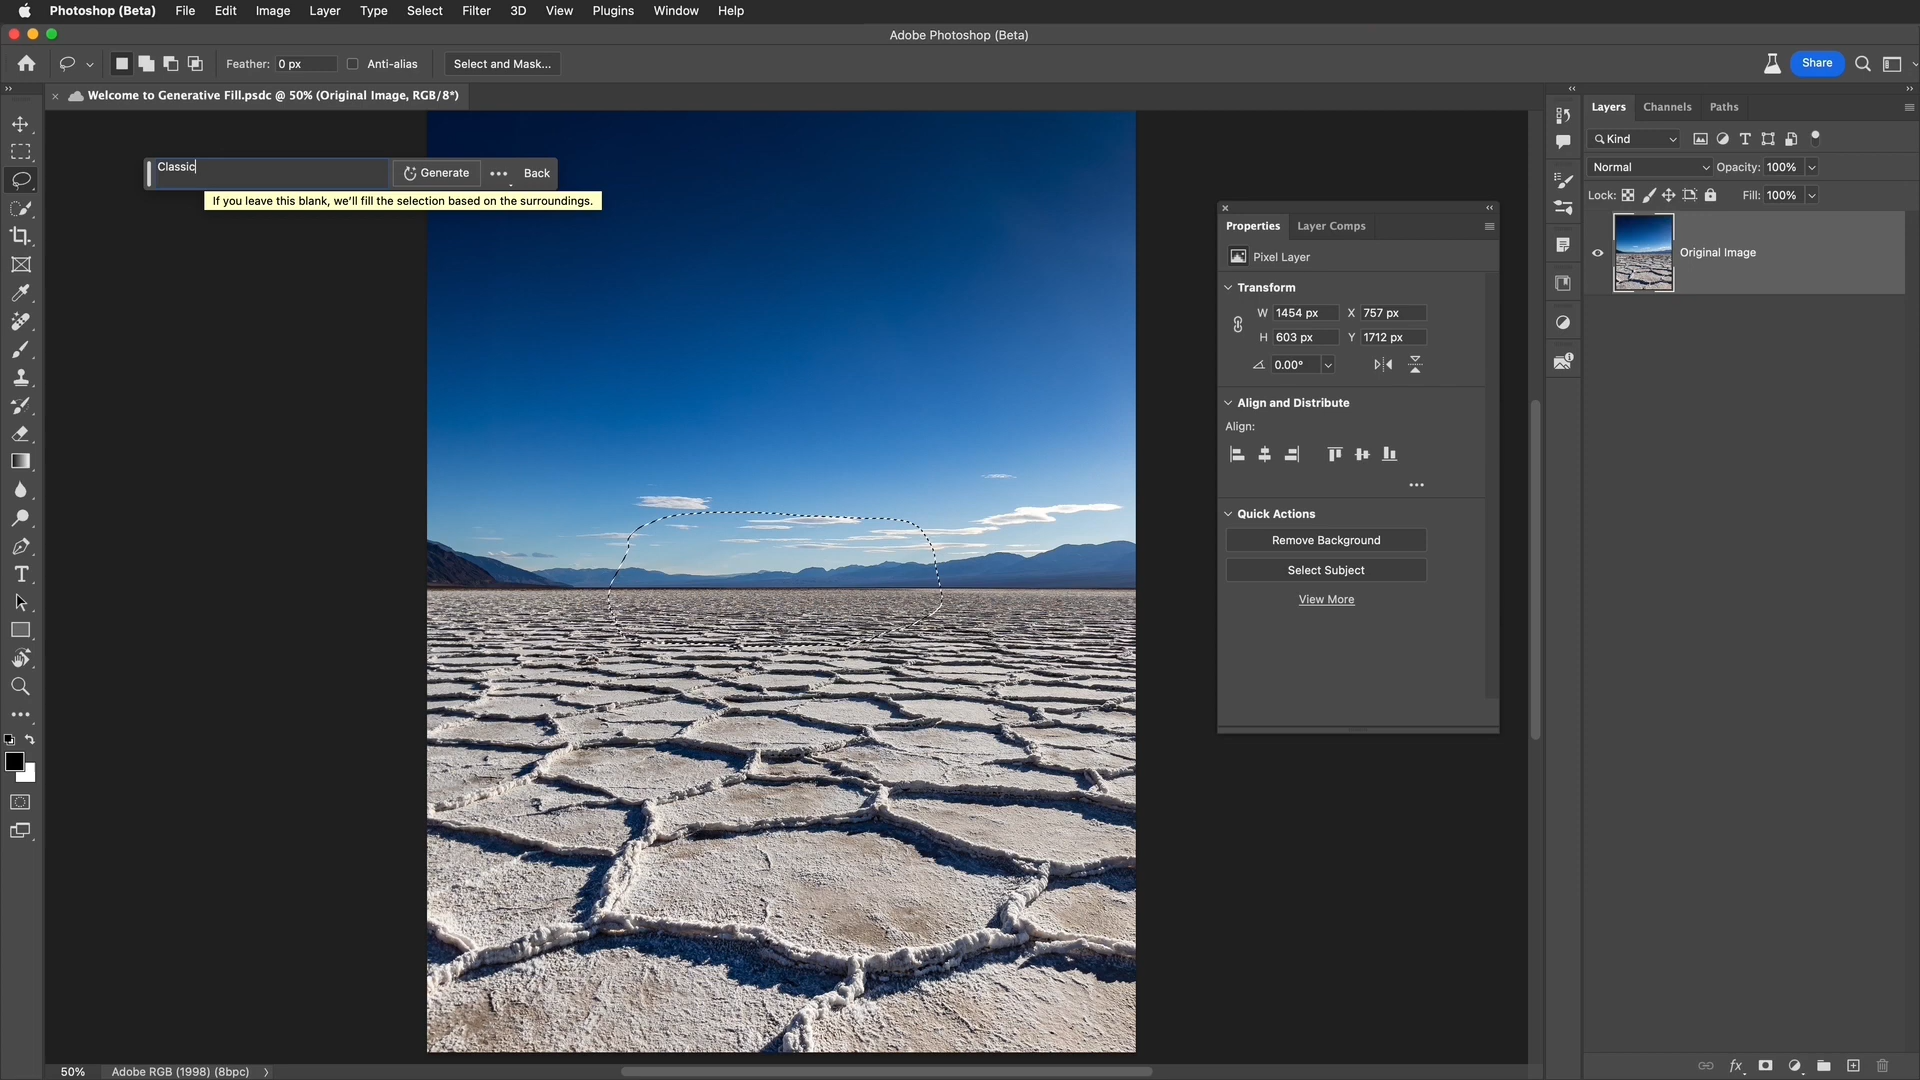 Photoshop (Beta) File Edit Image Layer Type Select Filter 3D View Plugins Window Help
Adobe Photoshop (Beta)
Feather: 0 px Anti-alias Select and Mask... Share
Welcome to Generative Fill.psdc @ 50% (Original Image, RGB/8*)
Layers Channels Paths
Kind
Classic
Generate
Back
Normal Opacity: 100%
If you leave this blank, we'll fill the selection based on the surroundings.
Lock: Fill: 100%
Properties Layer Comps
Original Image
Pixel Layer
Transform
W 1454 px X 757 px
H 603 px Y 1712 px
0.00°
Align and Distribute
Align:
Quick Actions
Remove Background
Select Subject
View More
50% Adobe RGB (1998) (8bpc)
fx